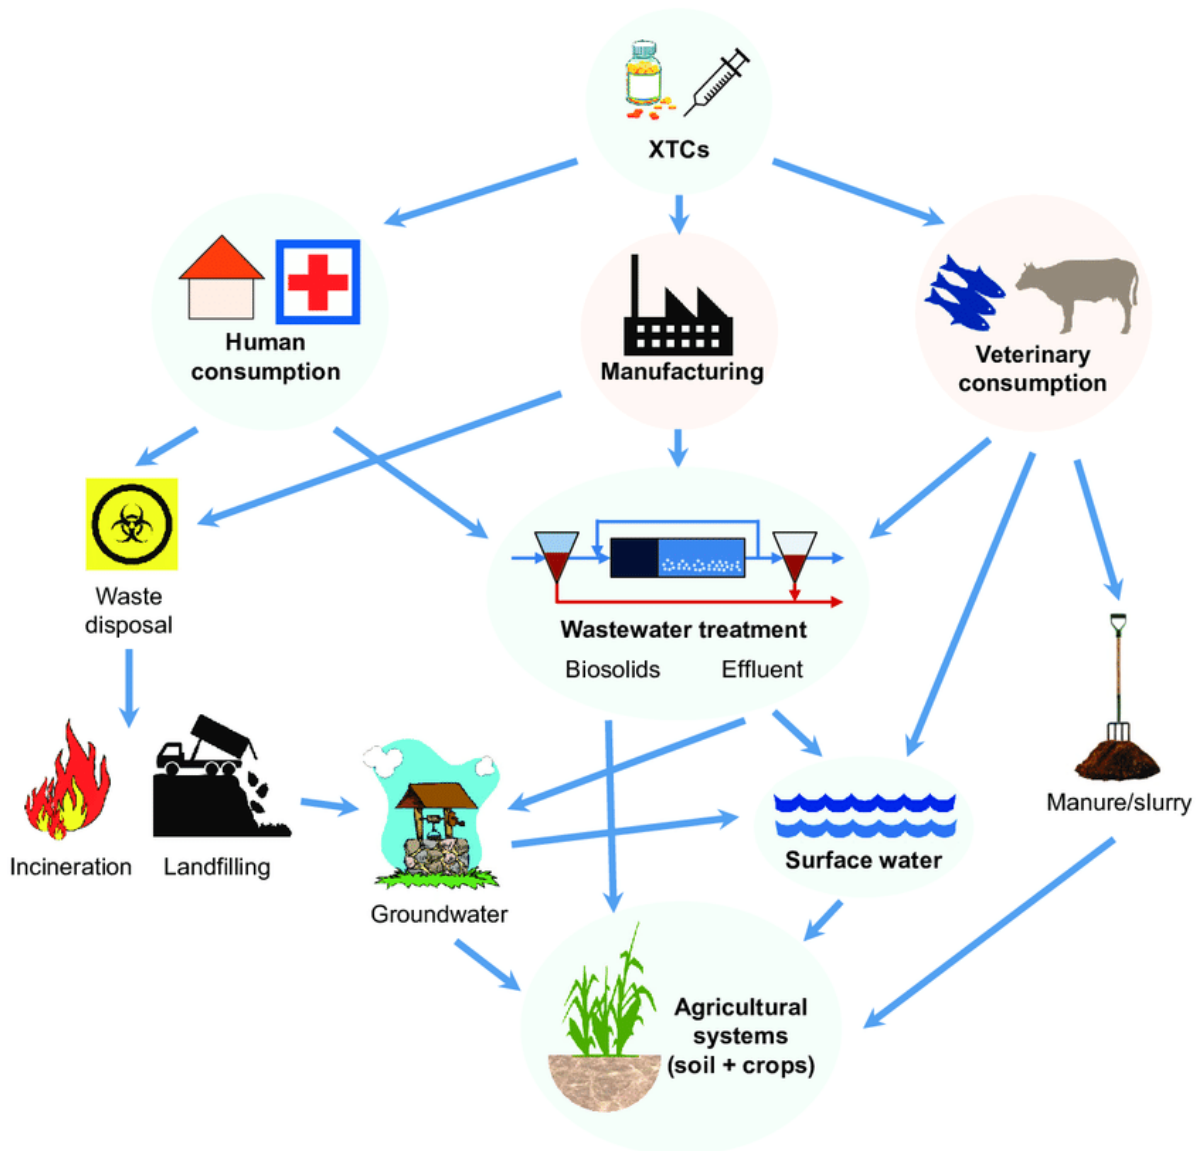 XTCs
Human
consumption
Manufacturing
Veterinary
consumption
Waste
disposal
Wastewater treatment
Biosolids
Effluent
Manure/slurry
Incineration
Landfilling
Surface water
Groundwater
Agricultural
systems
(soil + crops)